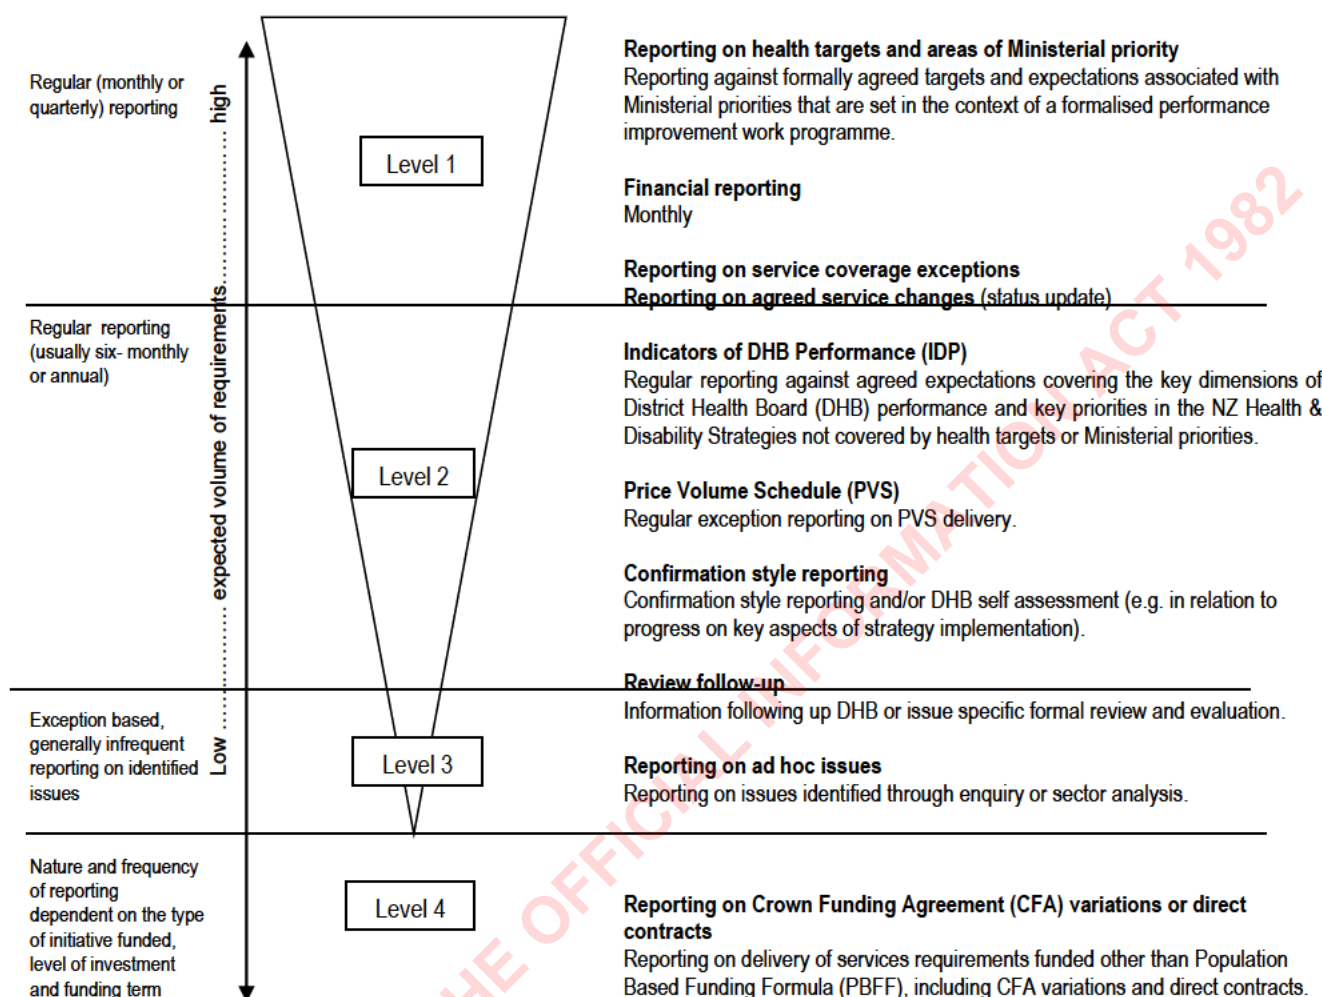 Regular (monthly or
quarterly) reporting
Low ................ expected volume of requirements........................ high
Level 1
Reporting on health targets and areas of Ministerial priority
Reporting against formally agreed targets and expectations associated with
Ministerial priorities that are set in the context of a formalised performance
improvement work programme.
Financial reporting
Monthly
Reporting on service coverage exceptions
Reporting on agreed service changes (status update)
Regular reporting
(usually six- monthly
or annual)
Level 2
Indicators of DHB Performance (IDP)
Regular reporting against agreed expectations covering the key dimensions of
District Health Board (DHB) performance and key priorities in the NZ Health &
Disability Strategies not covered by health targets or Ministerial priorities.
Price Volume Schedule (PVS)
Regular exception reporting on PVS delivery.
Confirmation style reporting
Confirmation style reporting and/or DHB self assessment (e.g. in relation to
progress on key aspects of strategy implementation).
Review follow-up
Information following up DHB or issue specific formal review and evaluation.
Exception based,
generally infrequent
reporting on identified
issues
Level 3
Reporting on ad hoc issues
Reporting on issues identified through enquiry or sector analysis.
Nature and frequency
of reporting
dependent on the type
of initiative funded,
level of investment
and funding term
Level 4
Reporting on Crown Funding Agreement (CFA) variations or direct
contracts
Reporting on delivery of services requirements funded other than Population
Based Funding Formula (PBFF), including CFA variations and direct contracts.
THE OFFICIAL INFORMATION ACT 1982